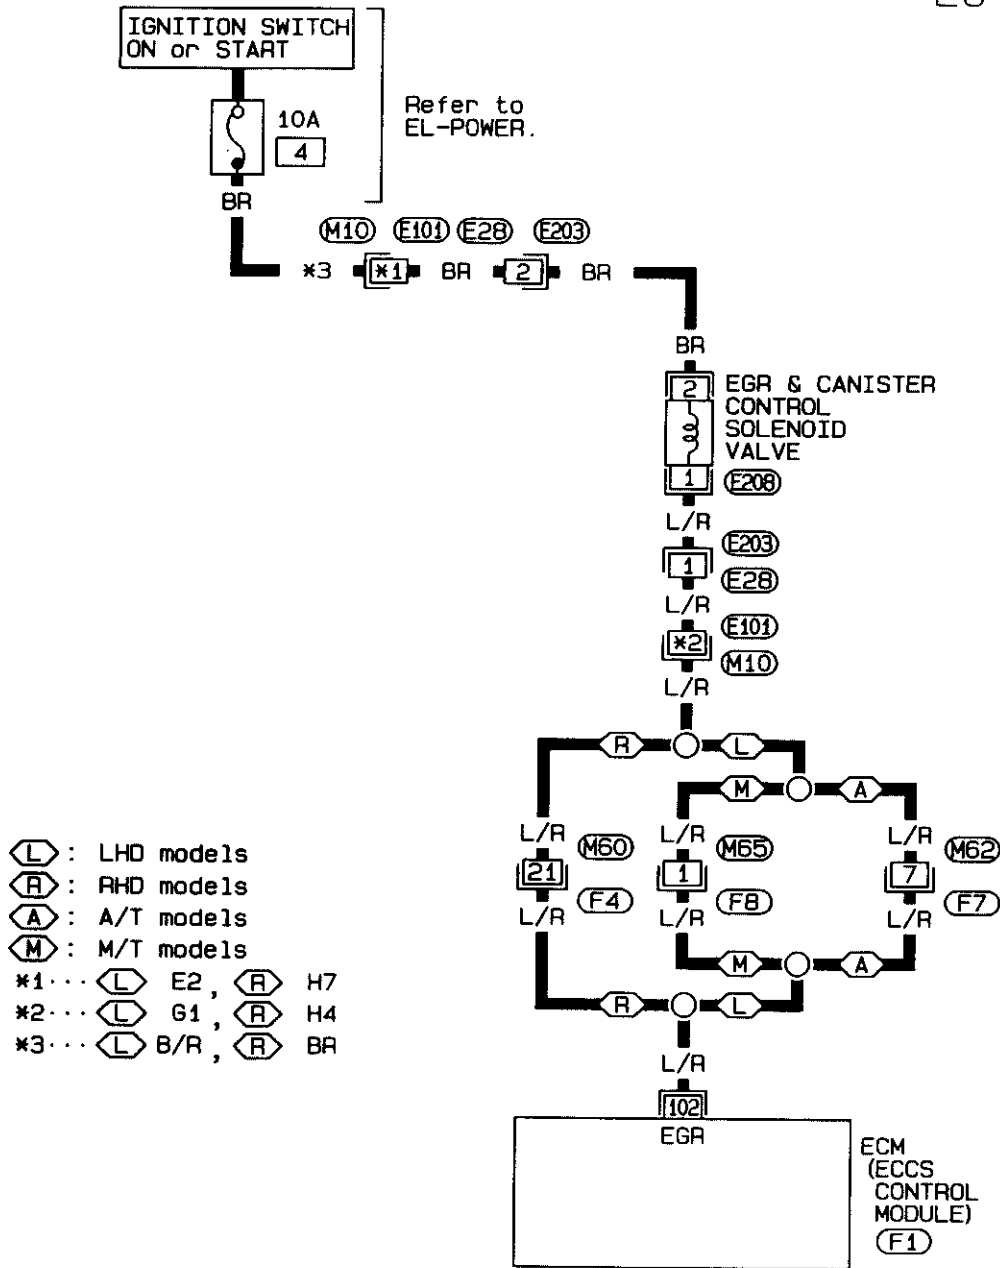 IGNITION SWITCH
ON or START
10A
4
Refer to
EL-POWER.
BR
M10 E101 E28 E203
*3 *1 BR 2 BR
BR
2
EGR & CANISTER
CONTROL
SOLENOID
VALVE
1
E208
L/R
E203
1
E28
L/R
E101
*2
M10
L/R
R L
M A
L/R L/R L/R
M60 M65 M62
21 1 7
F4 F8 F7
L/R L/R L/R
M A
R L
L/R
102
EGR
ECM
(ECCS
CONTROL
MODULE)
F1
L : LHD models
R : RHD models
A : A/T models
M : M/T models
*1··· L E2, R H7
*2··· L G1, R H4
*3··· L B/R, R BR